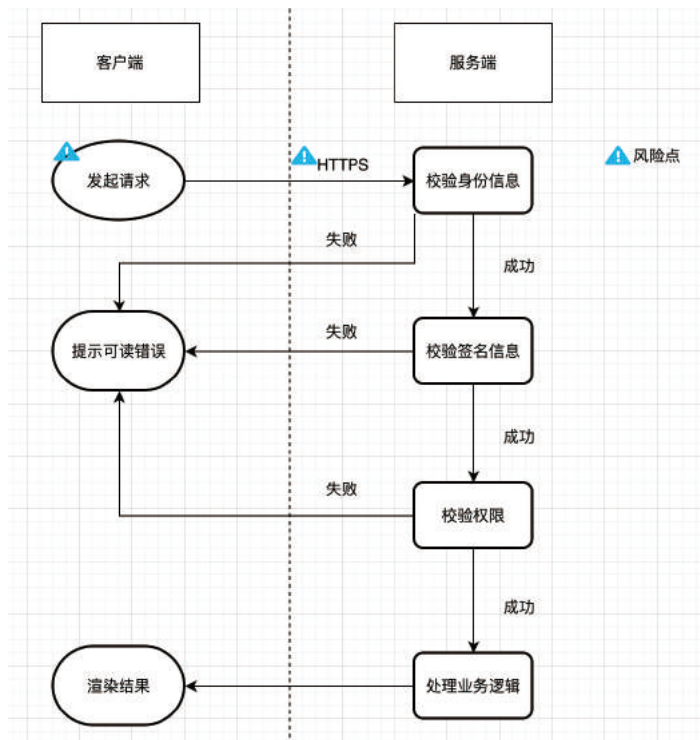 客户端
服务端
发起请求
HTTPS
校验身份信息
风险点
失败
成功
提示可读错误
失败
校验签名信息
成功
失败
校验权限
成功
渲染结果
处理业务逻辑